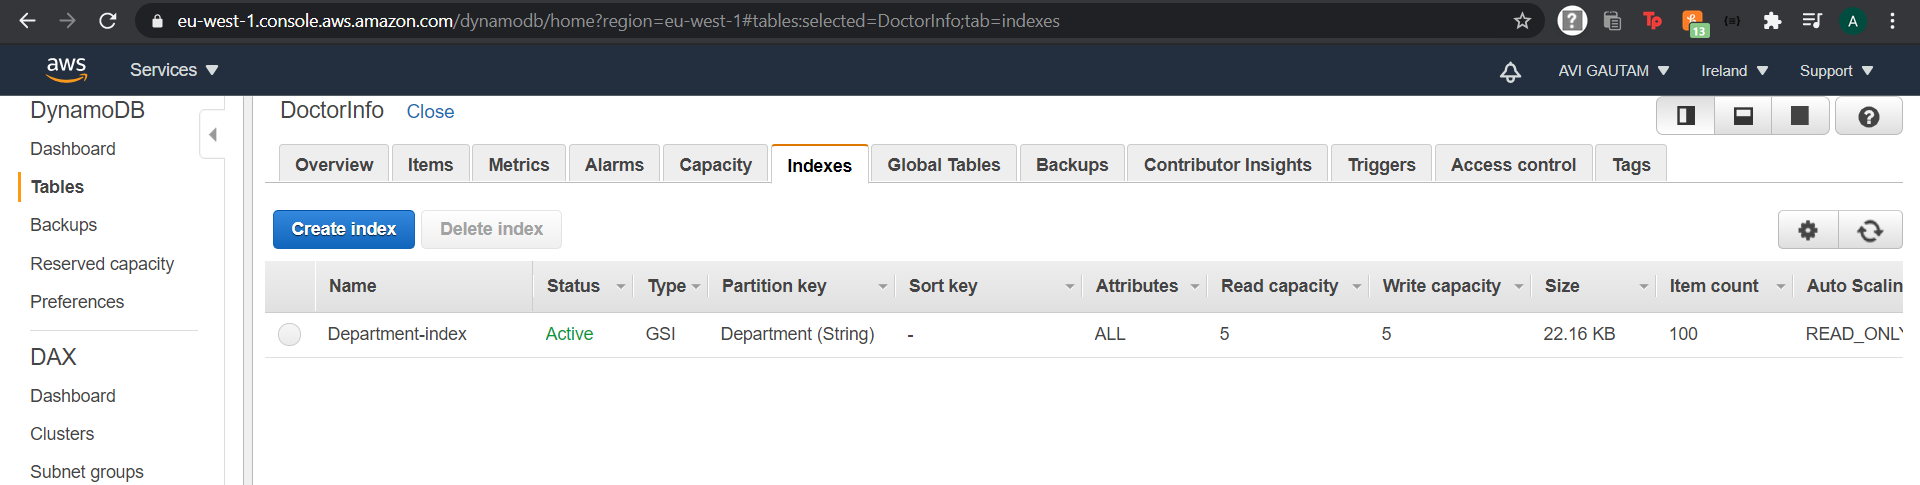 eu-west-1.console.aws.amazon.com/dynamodb/home?region=eu-west-1#tables:selected=DoctorInfo;tab=indexes
? Tp 13 A
aws Services AVI GAUTAM Ireland Support
DynamoDB
Dashboard
Tables
Backups
Reserved capacity
Preferences
DAX
Dashboard
Clusters
Subnet groups
DoctorInfo Close
?
Overview Items Metrics Alarms Capacity Indexes Global Tables Backups Contributor Insights Triggers Access control Tags
Create index Delete index
Name Status Type Partition key Sort key Attributes Read capacity Write capacity Size Item count Auto Scalin
Department-index Active GSI Department (String) - ALL 5 5 22.16 KB 100 READ_ONLY